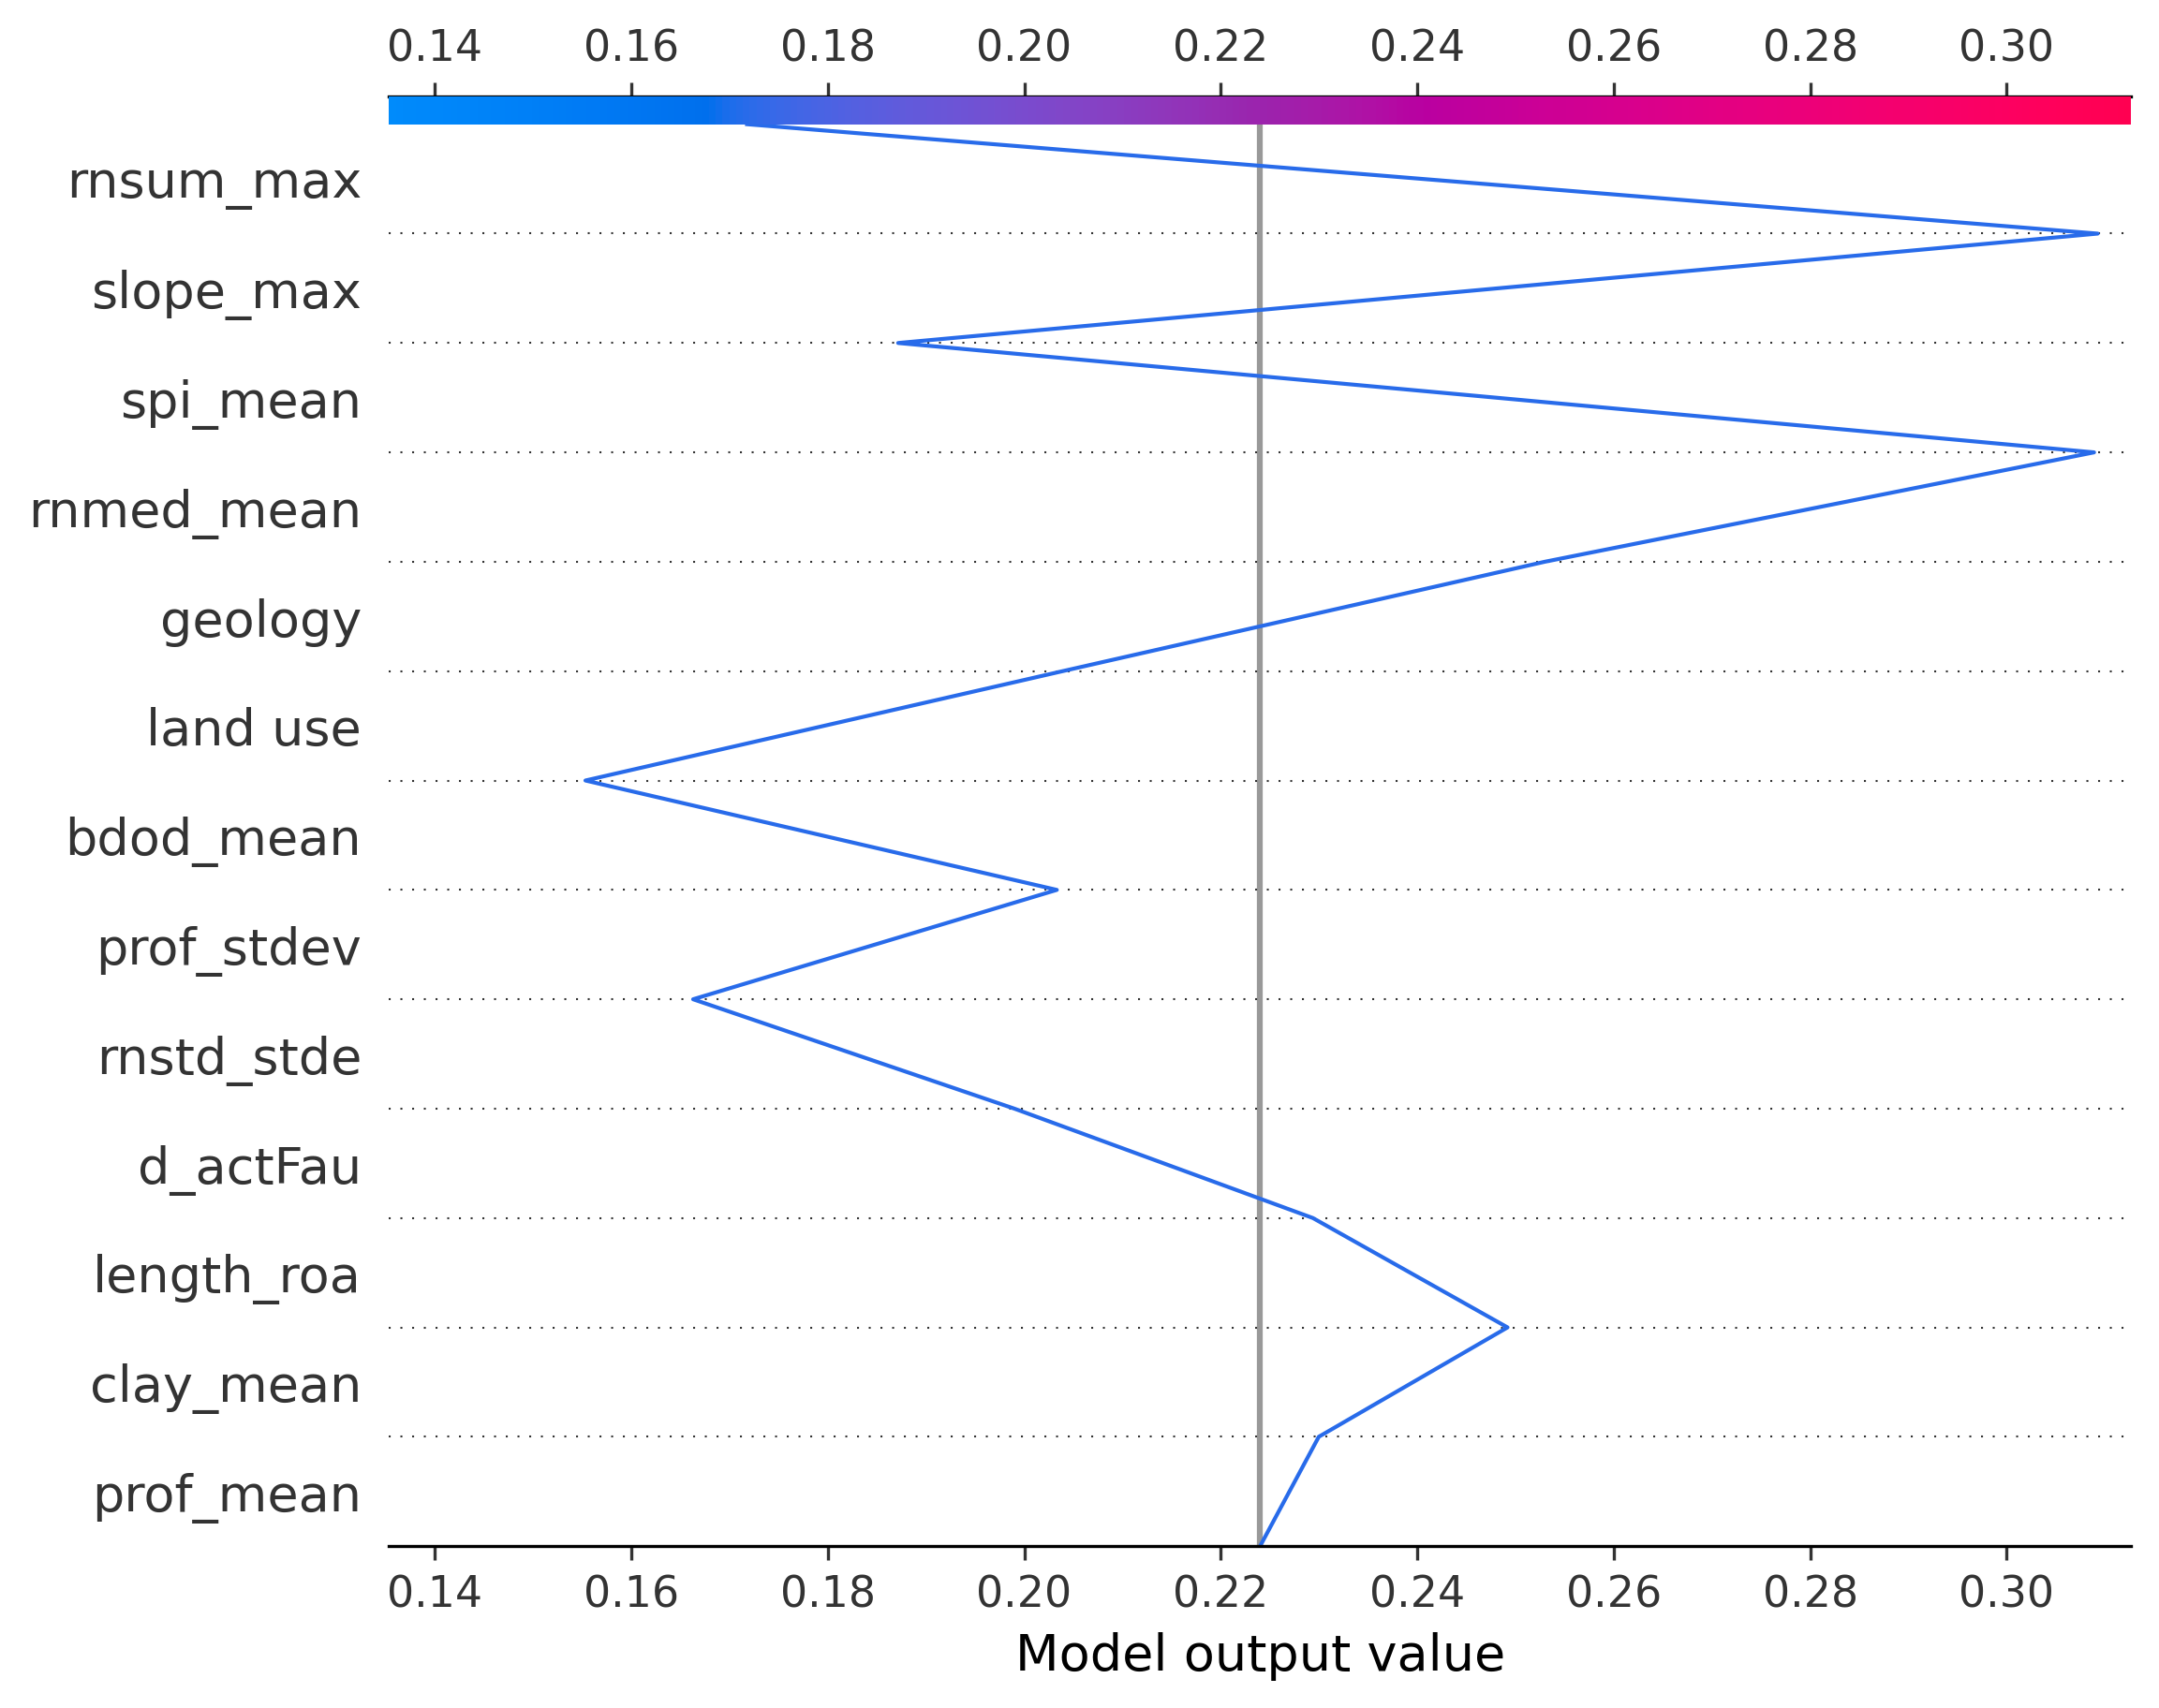 0.14 0.16 0.18 0.20 0.22 0.24 0.26 0.28 0.30
rnsum_max
slope_max
spi_mean
rnmed_mean
geology
land use
bdod_mean
prof_stdev
rnstd_stde
d_actFau
length_roa
clay_mean
prof_mean
0.14 0.16 0.18 0.20 0.22 0.24 0.26 0.28 0.30
Model output value